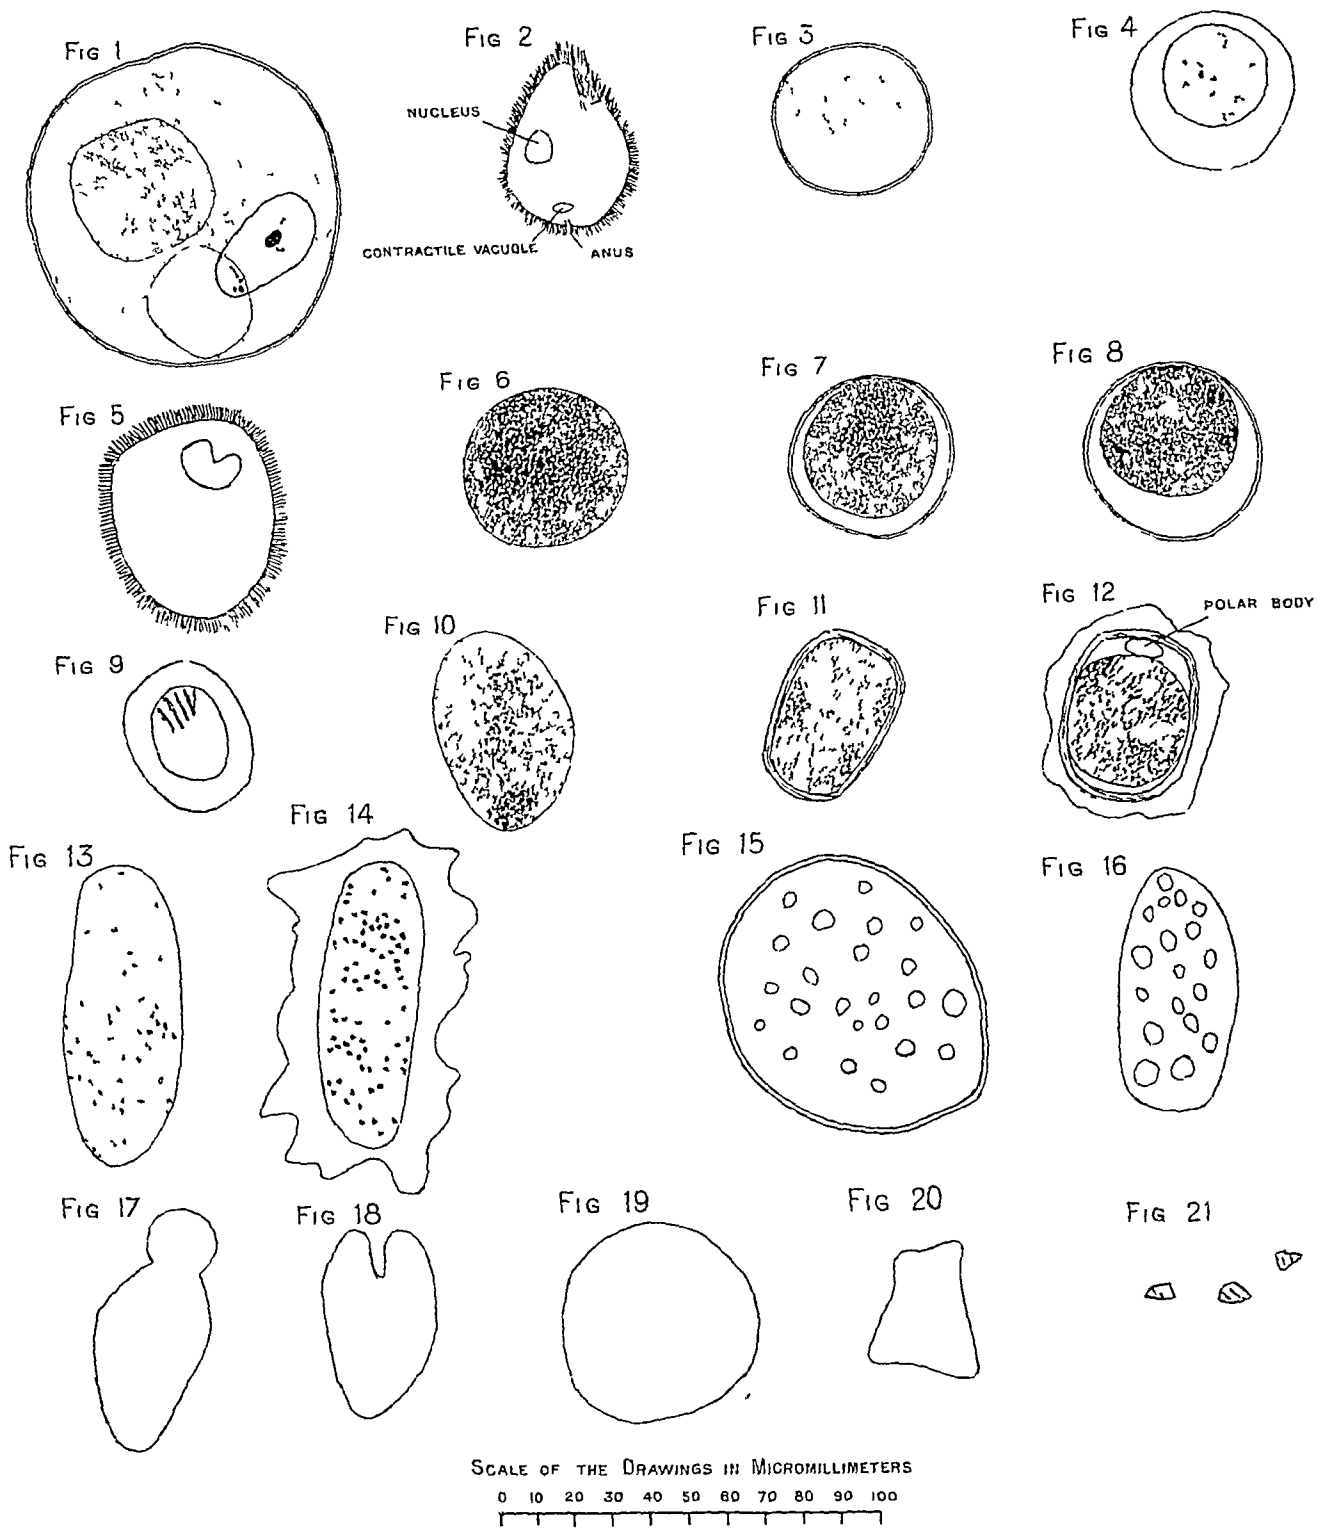 FIG 1
FIG 2
FIG 3
FIG 4
NUCLEUS
CONTRACTILE VACUOLE
ANUS
FIG 5
FIG 6
FIG 7
FIG 8
FIG 9
FIG 10
FIG 11
FIG 12
POLAR BODY
FIG 13
FIG 14
FIG 15
FIG 16
FIG 17
FIG 18
FIG 19
FIG 20
FIG 21
SCALE OF THE DRAWINGS IN MICROMILLIMETERS
0 10 20 30 40 50 60 70 80 90 100